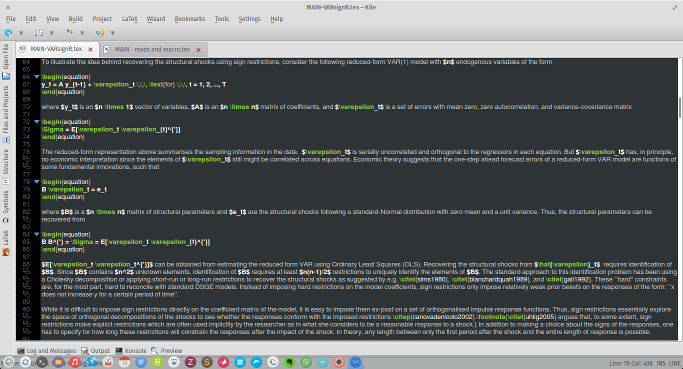 MAIN-VARsignR.tex – Kile
File Edit View Build Project LaTeX Wizard Bookmarks Tools Settings Help
MAIN-VARsignR.tex MAIN - mods and macro.tex
Open File
Files and Projects
Structure
Symbols
LaTeX
64 To illustrate the idea behind recovering the structural shocks using sign restrictions, consider the following reduced-form VAR(1) model with $n$ endogenous variables of the form
65
66 \begin{equation}
67 y_t = A y_{t-1} + \varepsilon_t \,\,\, \text{for} \,\,\, t = 1, 2, ..., T
68 \end{equation}
69
70 where $y_t$ is an $n \times 1$ vector of variables, $A$ is an $n \times n$ matrix of coefficients, and $\varepsilon_t$ is a set of errors with mean zero, zero autocorrelation, and variance-covariance matrix
71
72 \begin{equation}
73 \Sigma = E[\varepsilon_t \varepsilon_{t}^{'}]
74 \end{equation}
75
76 The reduced-form representation above summarises the sampling information in the data. $\varepsilon_t$ is serially uncorrelated and orthogonal to the regressors in each equation. But $\varepsilon_t$ has, in principle,
no economic interpretation since the elements of $\varepsilon_t$ still might be correlated across equations. Economic theory suggests that the one-step ahead forecast errors of a reduced-form VAR model are functions of
some fundamental innovations, such that
77
78 \begin{equation}
79 B \varepsilon_t = e_t
80 \end{equation}
81
82 where $B$ is a $n \times n$ matrix of structural parameters and $e_t$ are the structural shocks following a standard-Normal distribution with zero mean and a unit variance. Thus, the structural parameters can be
recovered from
83
84 \begin{equation}
85 B B^{'} = \Sigma = E[\varepsilon_t \varepsilon_{t}^{'}]
86 \end{equation}
87
88 $E[\varepsilon_t \varepsilon_t^{'}]$ can be obtained from estimating the reduced form VAR using Ordinary Least Squares (OLS). Recovering the structural shocks from $\hat{\varepsilon}_t$ requires identification of
$B$. Since $B$ contains $n^2$ unknown elements, identification of $B$ requires at least $n(n-1)/2$ restrictions to uniquely identify the elements of $B$. The standard approach to this identification problem has been using
a Cholesky decomposition or applying short-run or long-run restrictions to recover the structural shocks as suggested by e.g. \citet{sims1980}, \citet{blanchardquah1989}, and \citet{gali1992}. These "hard" constraints
are, for the most part, hard to reconcile with standard DSGE models. Instead of imposing hard restrictions on the model coefficients, sign restrictions only impose relatively weak prior beliefs on the responses of the form: ``x
does not increase y for a certain period of time".
89
90 While it is difficult to impose sign restrictions directly on the coefficient matrix of the model, it is easy to impose them ex-post on a set of orthogonalised impulse response functions. Thus, sign restrictions essentially explore
the space of orthogonal decompositions of the shocks to see whether the responses conform with the imposed restrictions \citep{canovadenicolo2002}.\footnote{\citet{uhlig2005} argues that, to some extent, sign
restrictions make explicit restrictions which are often used implicitly by the researcher as in what she considers to be a reasonable response to a shock.} In addition to making a choice about the signs of the responses, one
has to specify for how long these restrictions will constrain the responses after the impact of the shock. In theory, any length between only the first period after the shock and the entire length of response is possible.
Log and Messages Output Konsole Preview
Line: 76 Col: 408 INS LINE